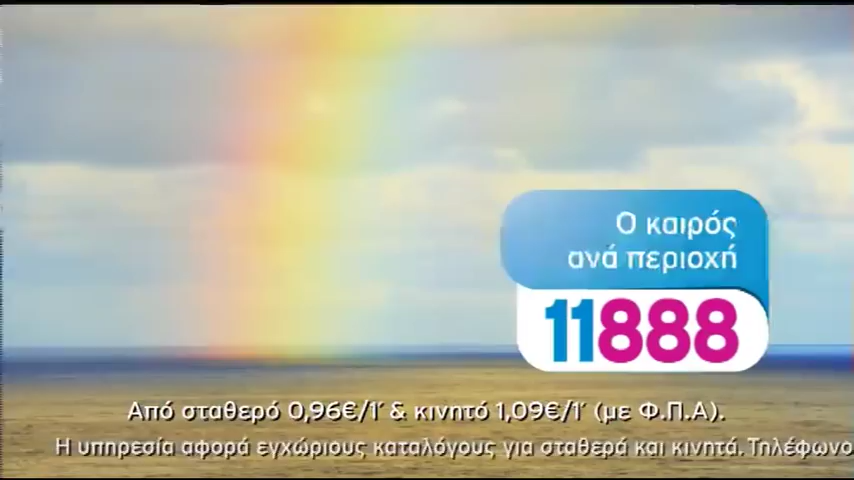 Ο καιρός
ανά περιοχή
11888
Από σταθερό 0,96€/1΄ & κινητό 1,09€/1΄ (με Φ.Π.Α).
Η υπηρεσία αφορά εγχώριους καταλόγους για σταθερά και κινητά. Τηλέφωνο